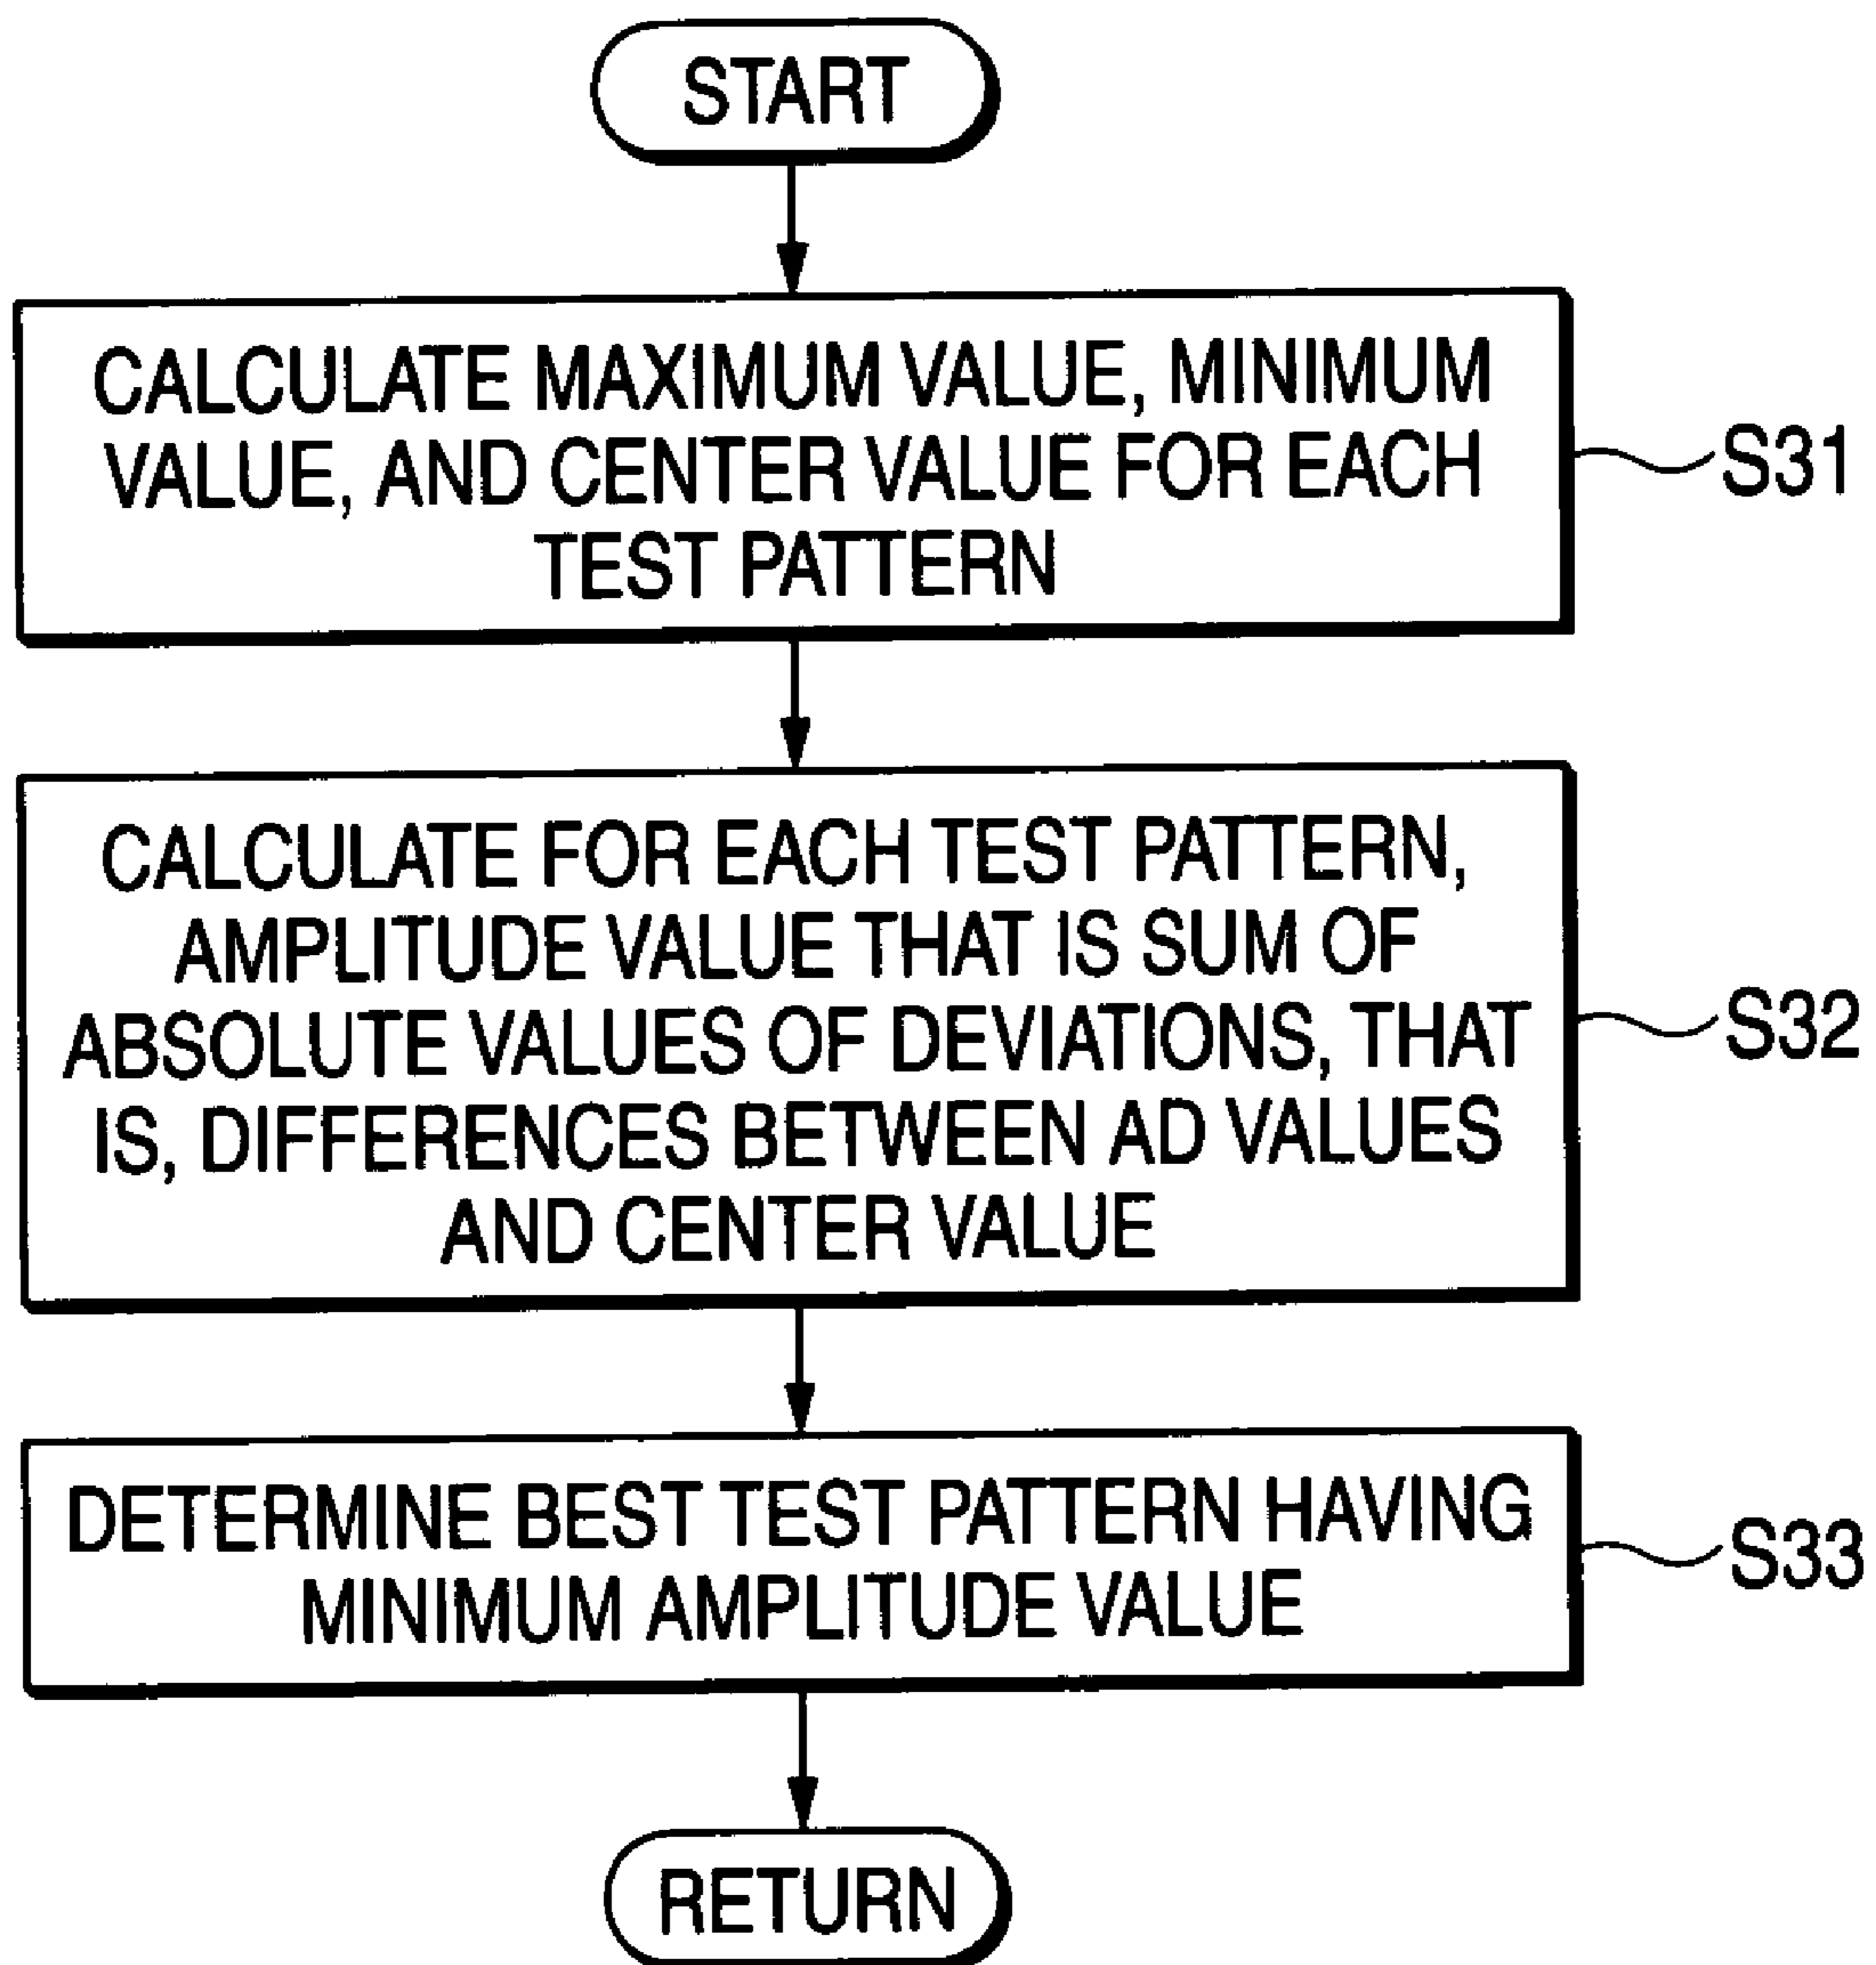 START
CALCULATE MAXIMUM VALUE, MINIMUM
VALUE, AND CENTER VALUE FOR EACH
TEST PATTERN
S31
CALCULATE FOR EACH TEST PATTERN,
AMPLITUDE VALUE THAT IS SUM OF
ABSOLUTE VALUES OF DEVIATIONS, THAT
IS, DIFFERENCES BETWEEN AD VALUES
AND CENTER VALUE
S32
DETERMINE BEST TEST PATTERN HAVING
MINIMUM AMPLITUDE VALUE
S33
RETURN